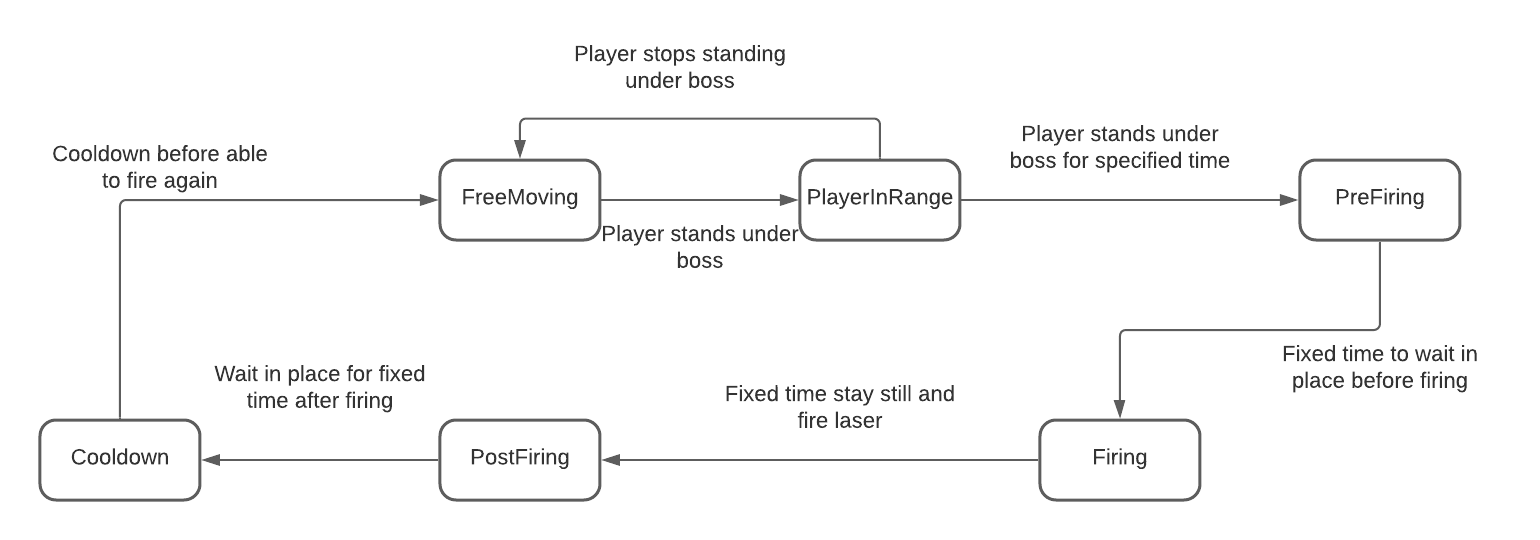 Player stops standing
under boss
Cooldown before able
to fire again
Player stands under
boss for specified time
FreeMoving
PlayerInRange
PreFiring
Player stands under
boss
Fixed time to wait in
place before firing
Wait in place for fixed
time after firing
Fixed time stay still and
fire laser
Cooldown
PostFiring
Firing